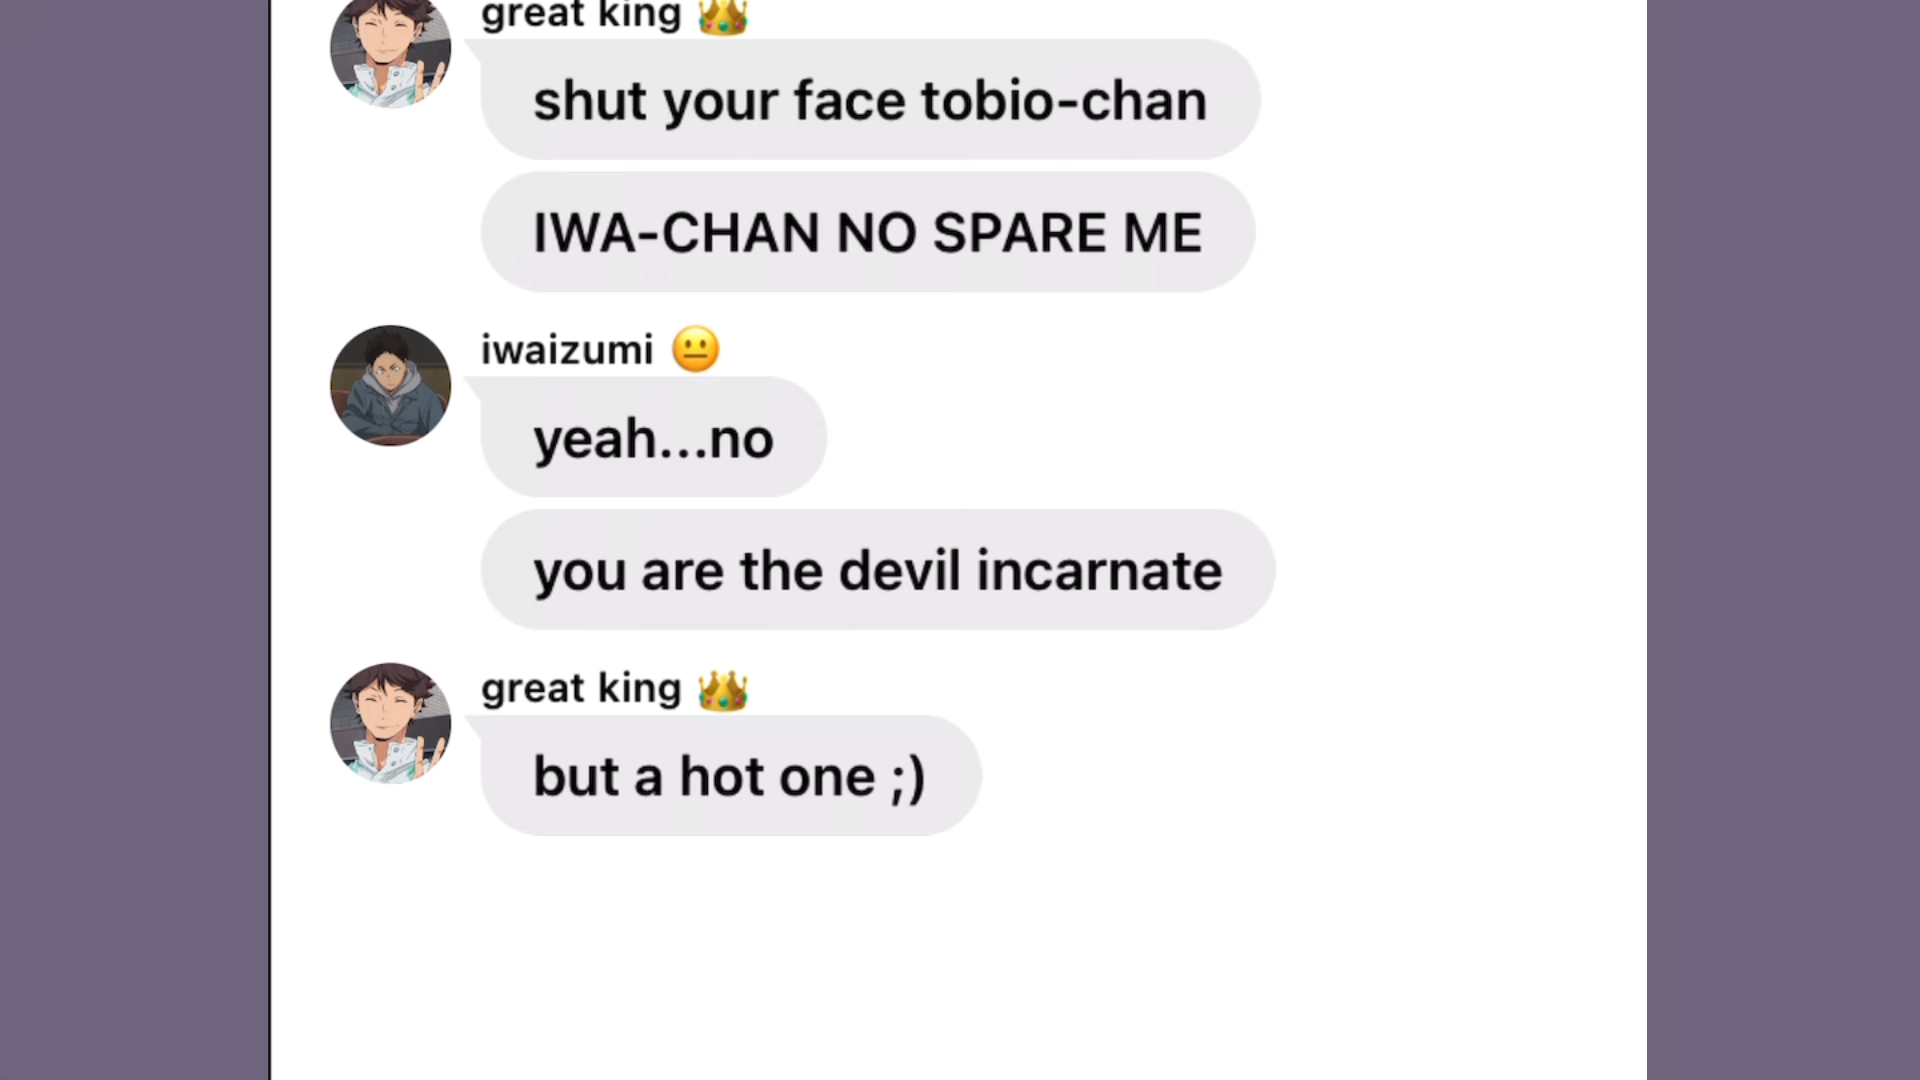 great king 👑
shut your face tobio-chan
IWA-CHAN NO SPARE ME
iwaizumi 😐
yeah...no
you are the devil incarnate
great king 👑
but a hot one ;)